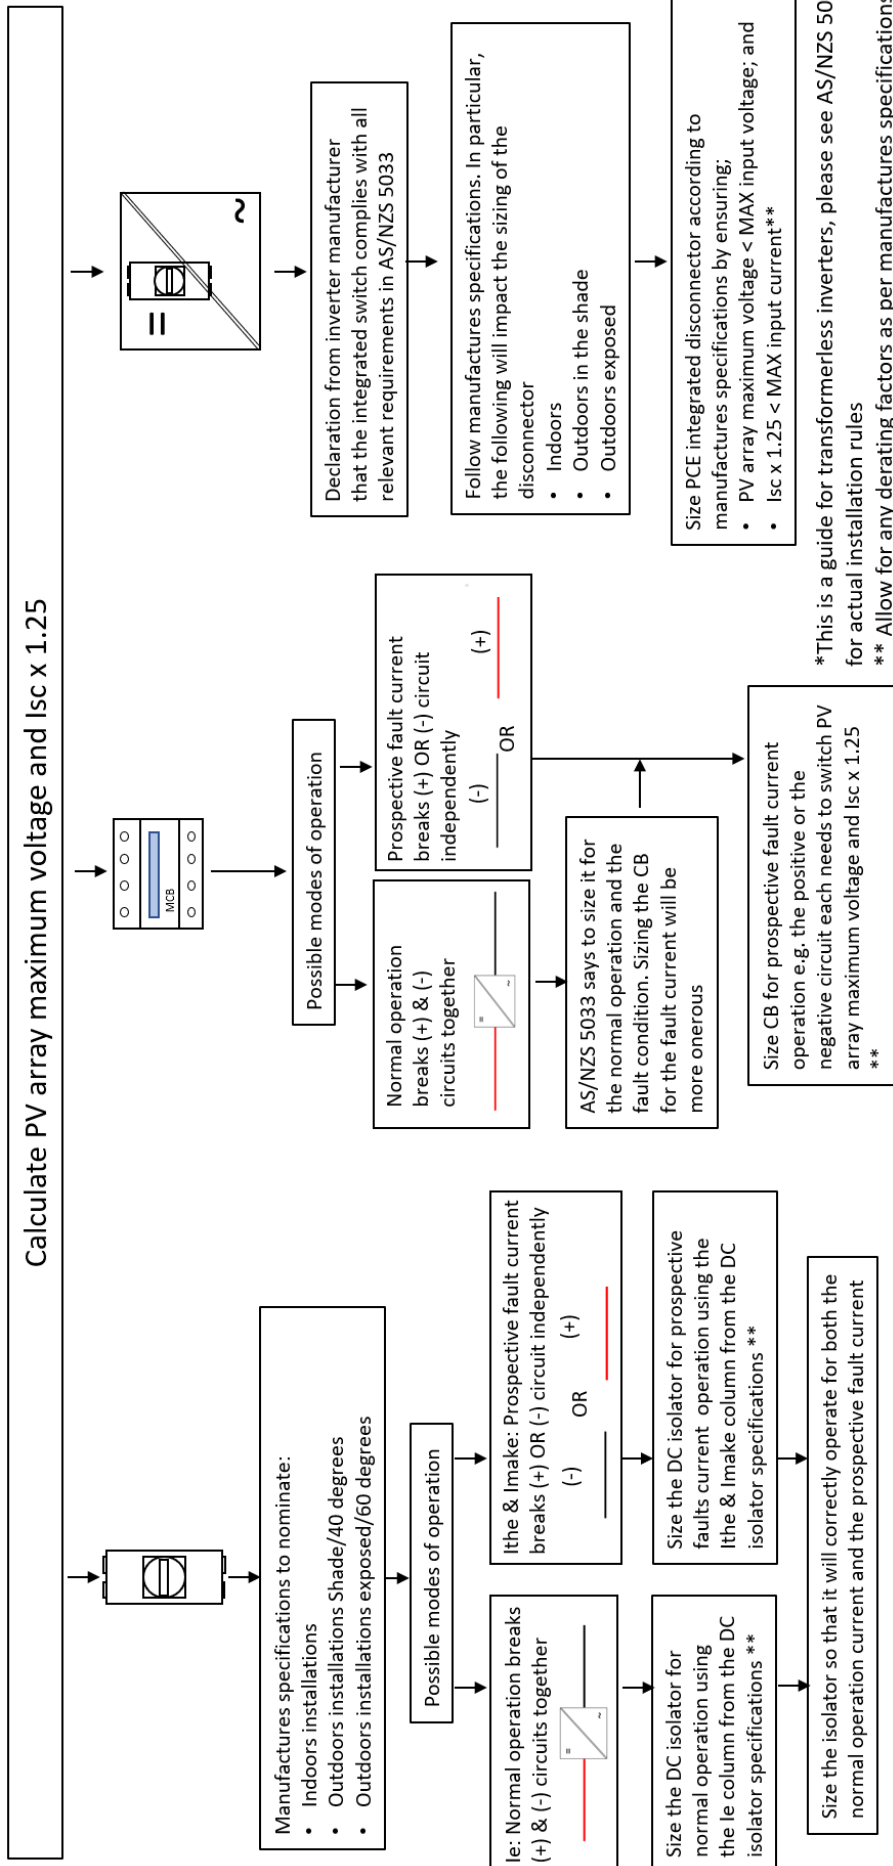 Calculate PV array maximum voltage and Isc x 1.25
Manufactures specifications to nominate:
• Indoors installations
• Outdoors installations Shade/40 degrees
• Outdoors installations exposed/60 degrees
Possible modes of operation
Ie: Normal operation breaks
(+) & (-) circuits together
=
~
Size the DC isolator for
normal operation using
the Ie column from the DC
isolator specifications **
Ithe & Imake: Prospective fault current
breaks (+) OR (-) circuit independently
(-) OR (+)
Size the DC isolator for prospective
faults current operation using the
Ithe & Imake column from the DC
isolator specifications **
Size the isolator so that it will correctly operate for both the
normal operation current and the prospective fault current
MCB
Possible modes of operation
Normal operation
breaks (+) & (-)
circuits together
=
~
AS/NZS 5033 says to size it for
the normal operation and the
fault condition. Sizing the CB
for the fault current will be
more onerous
Prospective fault current
breaks (+) OR (-) circuit
independently
(-) (+)
OR
Size CB for prospective fault current
operation e.g. the positive or the
negative circuit each needs to switch PV
array maximum voltage and Isc x 1.25
**
=
~
Declaration from inverter manufacturer
that the integrated switch complies with all
relevant requirements in AS/NZS 5033
Follow manufactures specifications. In particular,
the following will impact the sizing of the
disconnector
• Indoors
• Outdoors in the shade
• Outdoors exposed
Size PCE integrated disconnector according to
manufactures specifications by ensuring;
• PV array maximum voltage < MAX input voltage; and
• Isc x 1.25 < MAX input current**
*This is a guide for transformerless inverters, please see AS/NZS 50
for actual installation rules
** Allow for any derating factors as per manufactures specifications